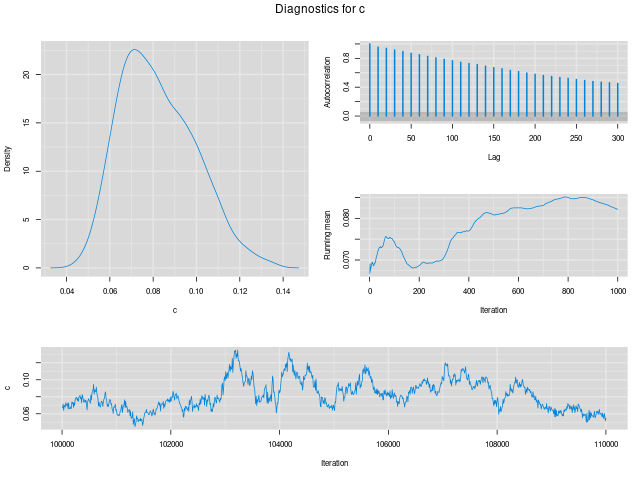 Diagnostics for c
Density
0 5 10 15 20
0.04 0.06 0.08 0.10 0.12 0.14
c
Autocorrelation
0.0 0.4 0.8
0 50 100 150 200 250 300
Lag
Running mean
0.070 0.080
0 200 400 600 800 1000
Iteration
c
0.06 0.10
100000 102000 104000 106000 108000 110000
Iteration